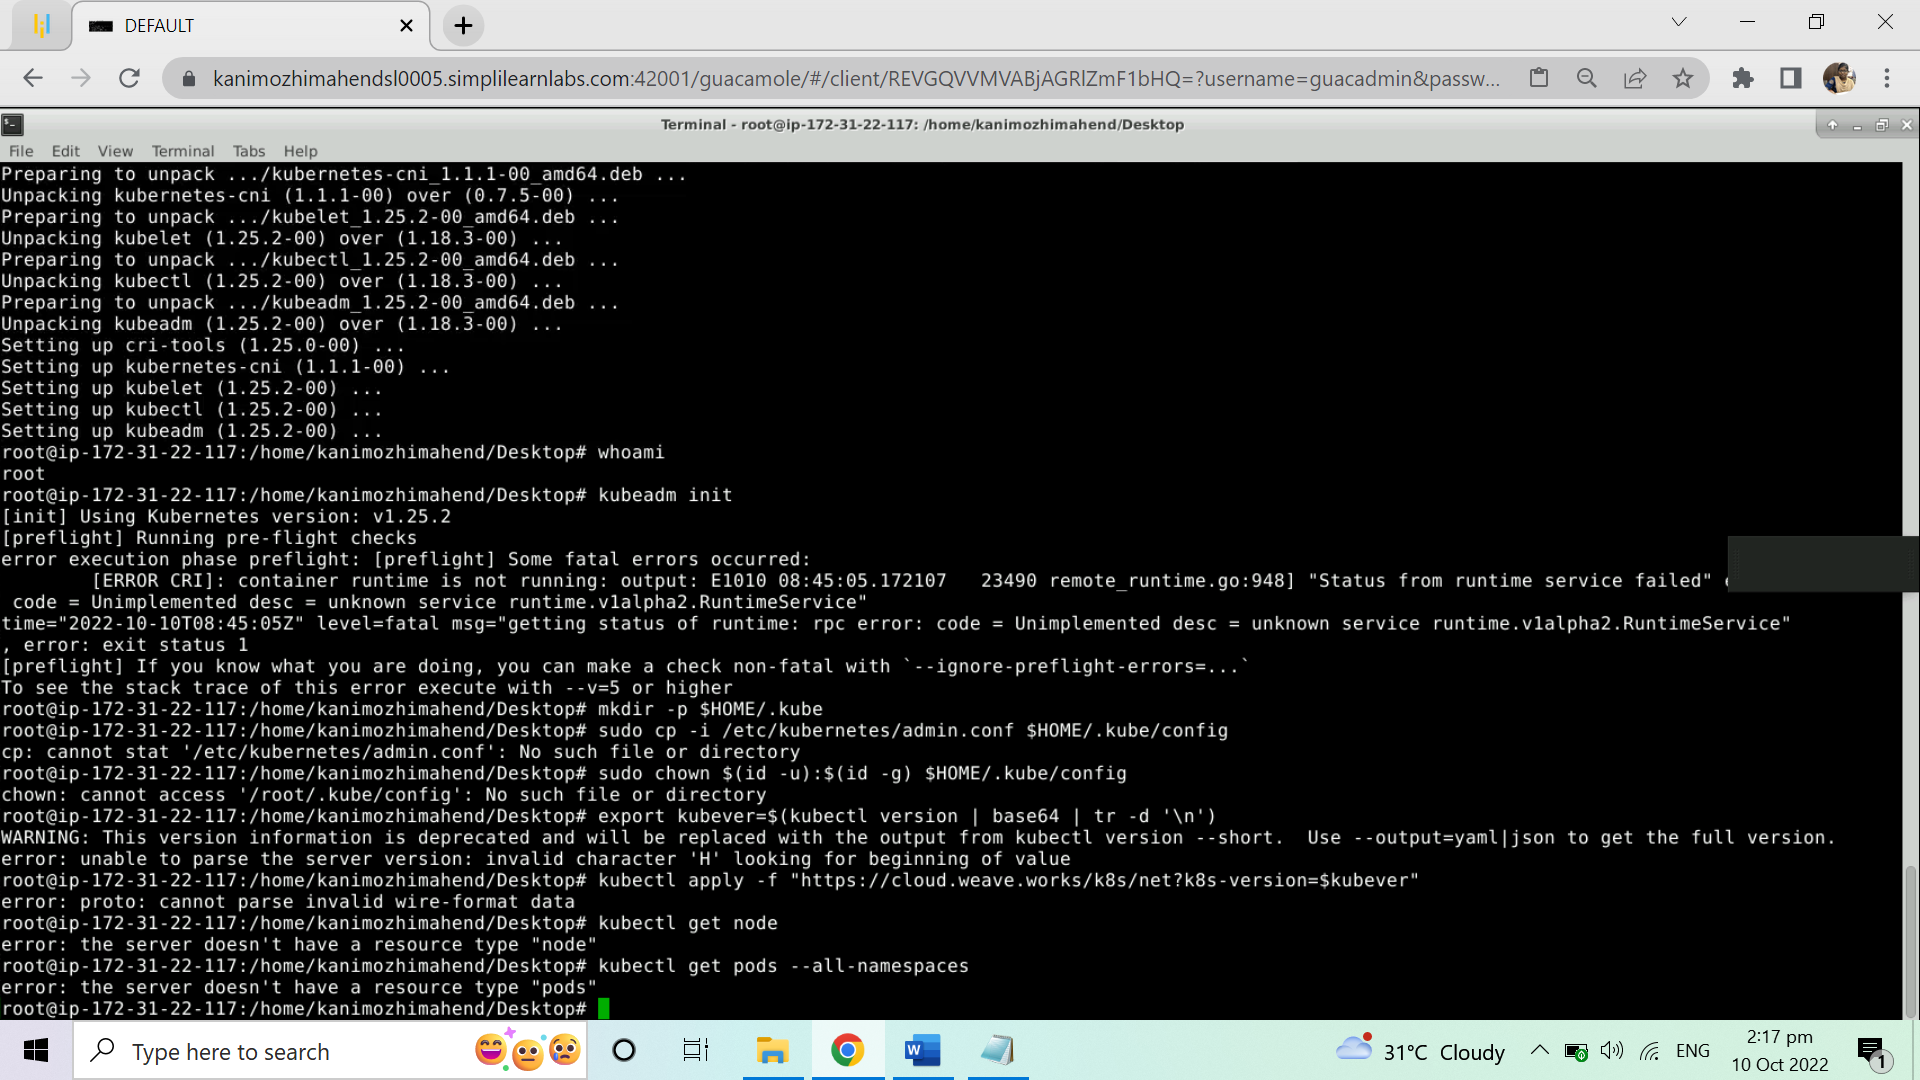 DEFAULT
kanimozhimahendsl0005.simplilearnlabs.com:42001/guacamole/#/client/REVGQVVMVABjAGRlZmF1bHQ=?username=guacadmin&passw...
Terminal - root@ip-172-31-22-117: /home/kanimozhimahend/Desktop
File Edit View Terminal Tabs Help
Preparing to unpack .../kubernetes-cni_1.1.1-00_amd64.deb ...
Unpacking kubernetes-cni (1.1.1-00) over (0.7.5-00) ...
Preparing to unpack .../kubelet_1.25.2-00_amd64.deb ...
Unpacking kubelet (1.25.2-00) over (1.18.3-00) ...
Preparing to unpack .../kubectl_1.25.2-00_amd64.deb ...
Unpacking kubectl (1.25.2-00) over (1.18.3-00) ...
Preparing to unpack .../kubeadm_1.25.2-00_amd64.deb ...
Unpacking kubeadm (1.25.2-00) over (1.18.3-00) ...
Setting up cri-tools (1.25.0-00) ...
Setting up kubernetes-cni (1.1.1-00) ...
Setting up kubelet (1.25.2-00) ...
Setting up kubectl (1.25.2-00) ...
Setting up kubeadm (1.25.2-00) ...
root@ip-172-31-22-117:/home/kanimozhimahend/Desktop# whoami
root
root@ip-172-31-22-117:/home/kanimozhimahend/Desktop# kubeadm init
[init] Using Kubernetes version: v1.25.2
[preflight] Running pre-flight checks
error execution phase preflight: [preflight] Some fatal errors occurred:
[ERROR CRI]: container runtime is not running: output: E1010 08:45:05.172107 23490 remote_runtime.go:948] "Status from runtime service failed"
code = Unimplemented desc = unknown service runtime.v1alpha2.RuntimeService"
time="2022-10-10T08:45:05Z" level=fatal msg="getting status of runtime: rpc error: code = Unimplemented desc = unknown service runtime.v1alpha2.RuntimeService"
, error: exit status 1
[preflight] If you know what you are doing, you can make a check non-fatal with `--ignore-preflight-errors=...`
To see the stack trace of this error execute with --v=5 or higher
root@ip-172-31-22-117:/home/kanimozhimahend/Desktop# mkdir -p $HOME/.kube
root@ip-172-31-22-117:/home/kanimozhimahend/Desktop# sudo cp -i /etc/kubernetes/admin.conf $HOME/.kube/config
cp: cannot stat '/etc/kubernetes/admin.conf': No such file or directory
root@ip-172-31-22-117:/home/kanimozhimahend/Desktop# sudo chown $(id -u):$(id -g) $HOME/.kube/config
chown: cannot access '/root/.kube/config': No such file or directory
root@ip-172-31-22-117:/home/kanimozhimahend/Desktop# export kubever=$(kubectl version | base64 | tr -d '\n')
WARNING: This version information is deprecated and will be replaced with the output from kubectl version --short.  Use --output=yaml|json to get the full version.
error: unable to parse the server version: invalid character 'H' looking for beginning of value
root@ip-172-31-22-117:/home/kanimozhimahend/Desktop# kubectl apply -f "https://cloud.weave.works/k8s/net?k8s-version=$kubever"
error: proto: cannot parse invalid wire-format data
root@ip-172-31-22-117:/home/kanimozhimahend/Desktop# kubectl get node
error: the server doesn't have a resource type "node"
root@ip-172-31-22-117:/home/kanimozhimahend/Desktop# kubectl get pods --all-namespaces
error: the server doesn't have a resource type "pods"
root@ip-172-31-22-117:/home/kanimozhimahend/Desktop#
Type here to search
W
31°C Cloudy
ENG
2:17 pm
10 Oct 2022
1